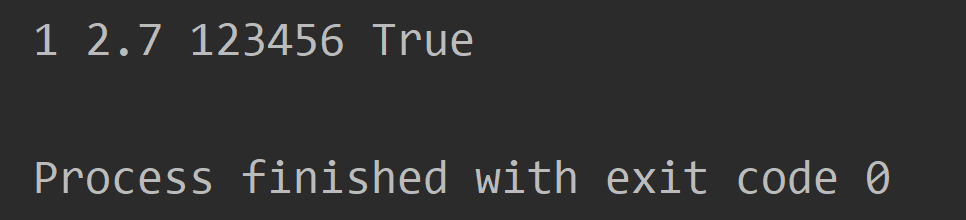 1 2.7 123456 True
Process finished with exit code 0